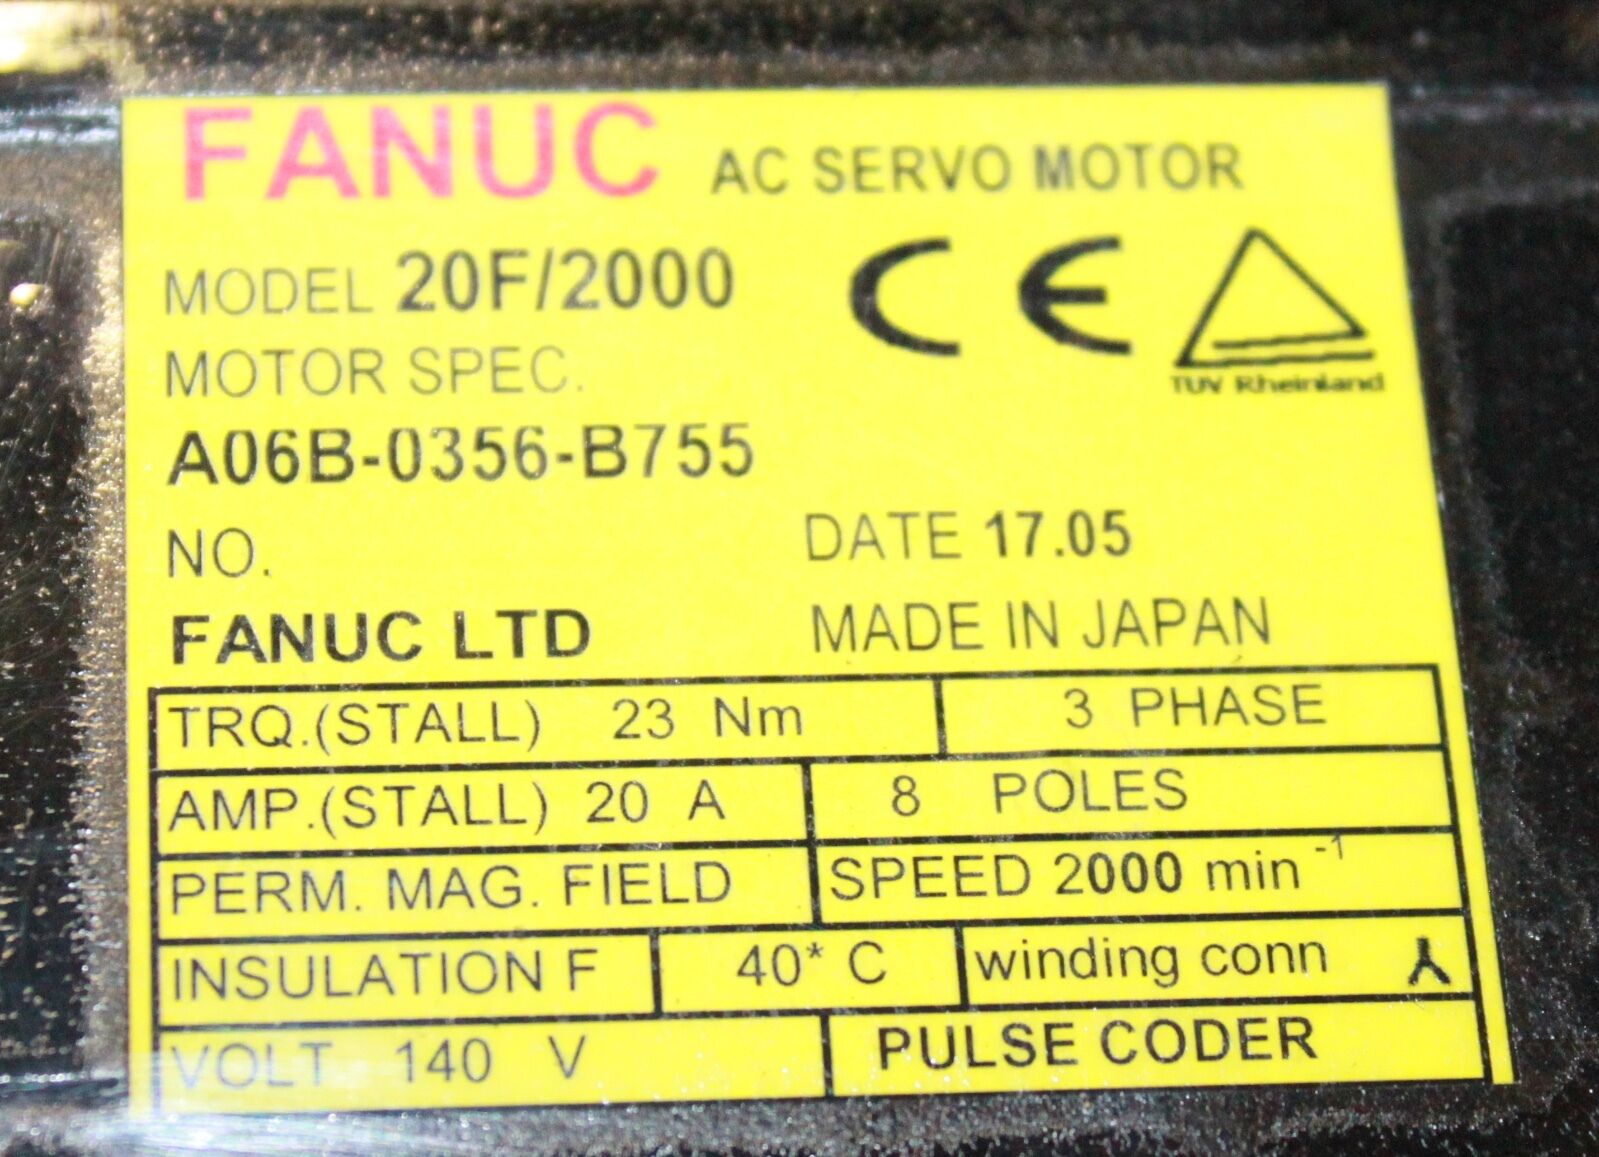 FANUC AC SERVO MOTOR
MODEL 20F/2000
CE
TUV Rheinland
MOTOR SPEC.
A06B-0356-B755
NO.
DATE 17.05
FANUC LTD
MADE IN JAPAN
TRQ.(STALL) 23 Nm
3 PHASE
AMP.(STALL) 20 A
8 POLES
PERM. MAG. FIELD
SPEED 2000 min⁻¹
INSULATION F
40* C
winding conn
VOLT 140 V
PULSE CODER